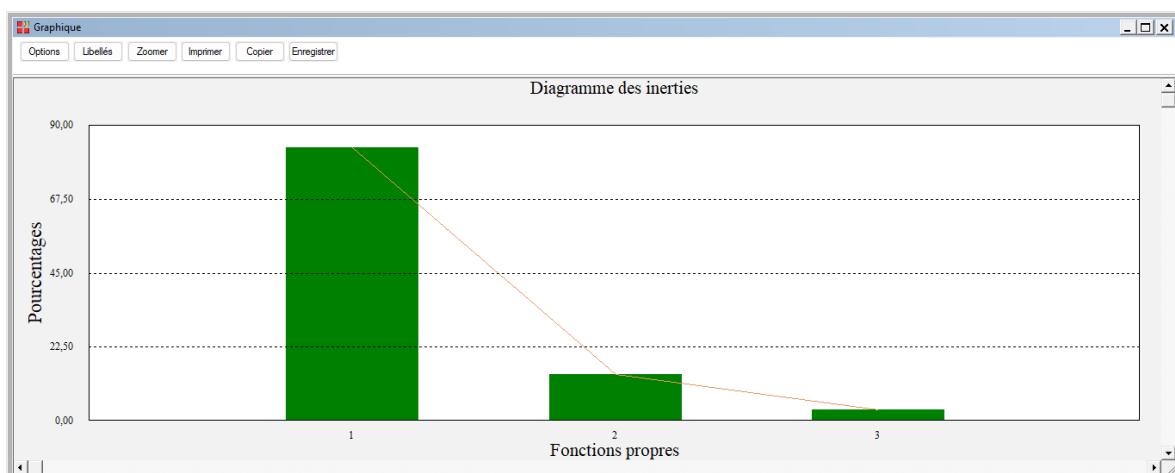 Graphique
Options Libellés Zoomer Imprimer Copier Enregistrer
Diagramme des inerties
90,00
67,50
45,00
22,50
0,00
Pourcentages
1 2 3
Fonctions propres